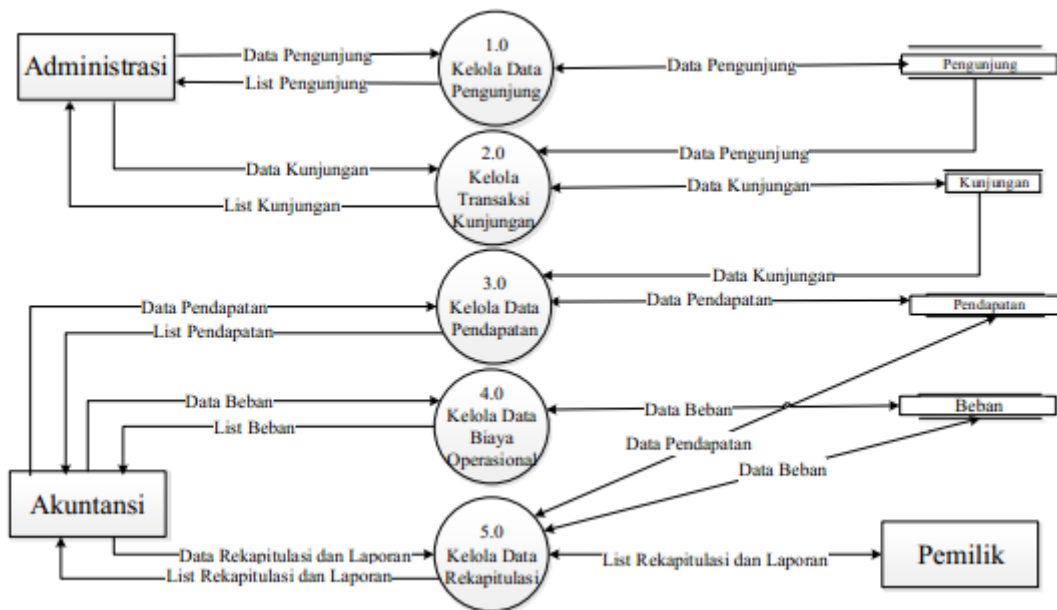 Administrasi
Data Pengunjung
List Pengunjung
1.0
Kelola Data
Pengunjung
Data Pengunjung
Pengunjung
Data Kunjungan
List Kunjungan
2.0
Kelola
Transaksi
Kunjungan
Data Pengunjung
Data Kunjungan
Kunjungan
Data Kunjungan
Data Pendapatan
List Pendapatan
3.0
Kelola Data
Pendapatan
Data Pendapatan
Pendapatan
Data Beban
List Beban
4.0
Kelola Data
Biaya
Operasional
Data Beban
Beban
Data Pendapatan
Data Beban
Akuntansi
Data Rekapitulasi dan Laporan
List Rekapitulasi dan Laporan
5.0
Kelola Data
Rekapitulasi
List Rekapitulasi dan Laporan
Pemilik